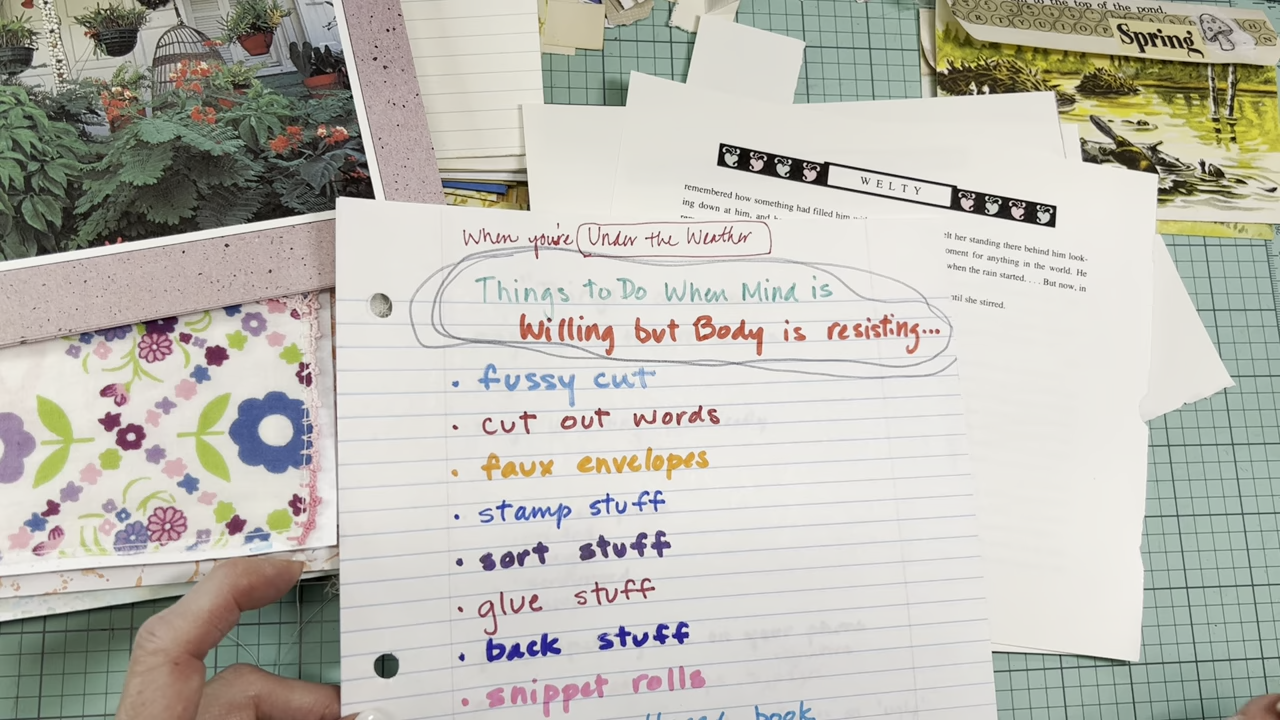 to the top of the pond.
Spring
WELTY
remembered how something had filled him
ing down at him, and
elt her standing there behind him look-
oment for anything in the world. He
when the rain started. . . . But now, in
ntil she stirred.
When you're Under the Weather
Things to Do When Mind is
Willing but Body is resisting...
• fussy cut
• cut out words
• faux envelopes
• stamp stuff
• sort stuff
• glue stuff
• back stuff
• snippet rolls
book